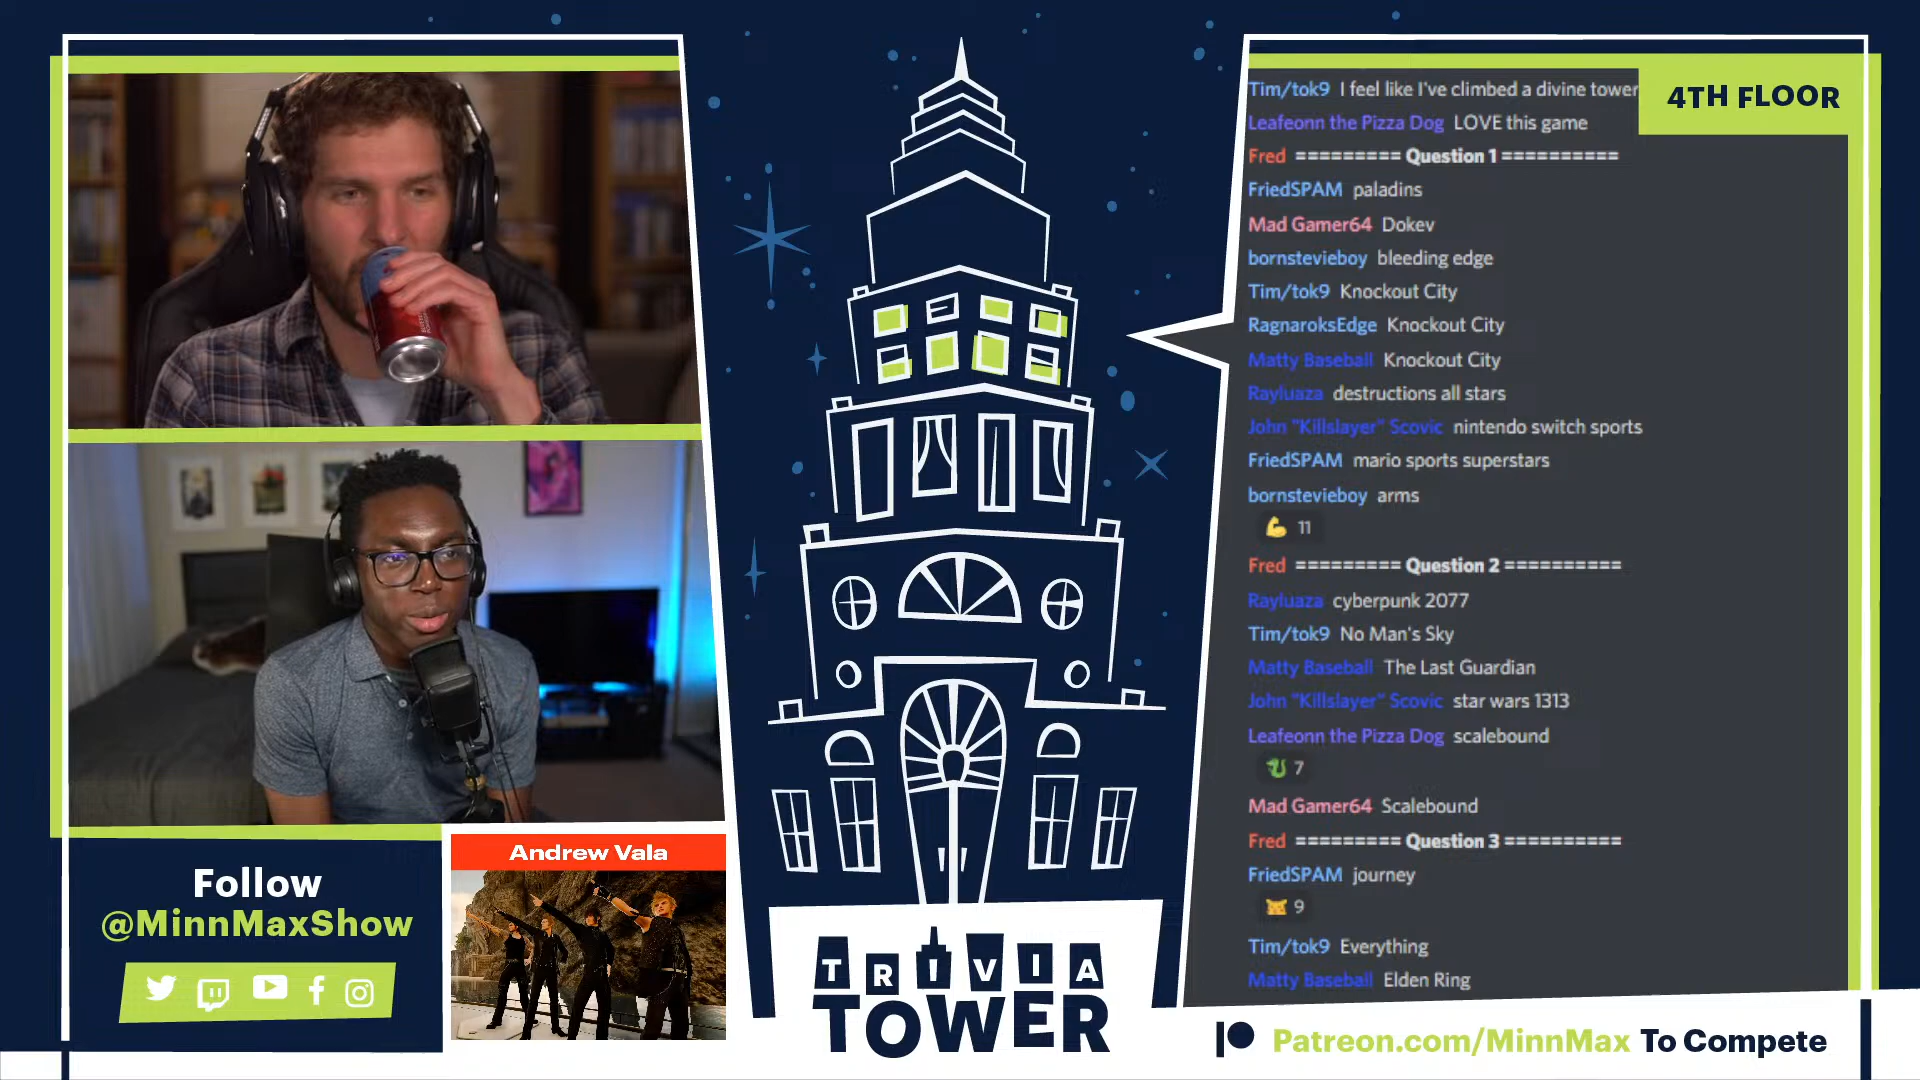 Tim/tok9 I feel like I've climbed a divine tower
4TH FLOOR
Leafeonn the Pizza Dog LOVE this game
Fred ========= Question 1 ==========
FriedSPAM paladins
Mad Gamer64 Dokev
bornstevieboy bleeding edge
Tim/tok9 Knockout City
RagnaroksEdge Knockout City
Matty Baseball Knockout City
Rayluaza destructions all stars
John "Killslayer" Scovic nintendo switch sports
FriedSPAM mario sports superstars
bornstevieboy arms
💪 11
Fred ========= Question 2 ==========
Rayluaza cyberpunk 2077
Tim/tok9 No Man's Sky
Matty Baseball The Last Guardian
John "Killslayer" Scovic star wars 1313
Leafeonn the Pizza Dog scalebound
🐉 7
Mad Gamer64 Scalebound
Fred ========= Question 3 ==========
FriedSPAM journey
9
Tim/tok9 Everything
Matty Baseball Elden Ring
Follow
@MinnMaxShow
Andrew Vala
TRIVIA
TOWER
Patreon.com/MinnMax To Compete